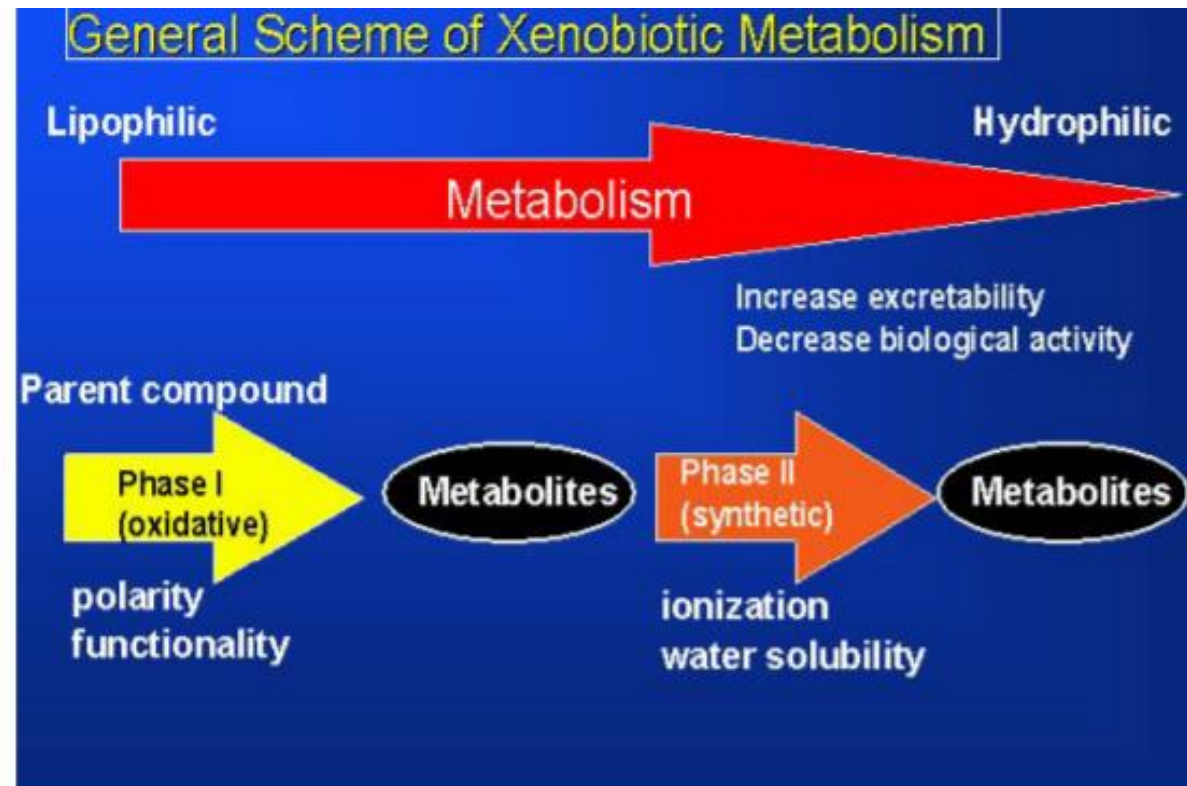 General Scheme of Xenobiotic Metabolism
Lipophilic
Hydrophilic
Metabolism
Increase excretability
Decrease biological activity
Parent compound
Phase I
(oxidative)
Metabolites
Phase II
(synthetic)
Metabolites
polarity
functionality
ionization
water solubility